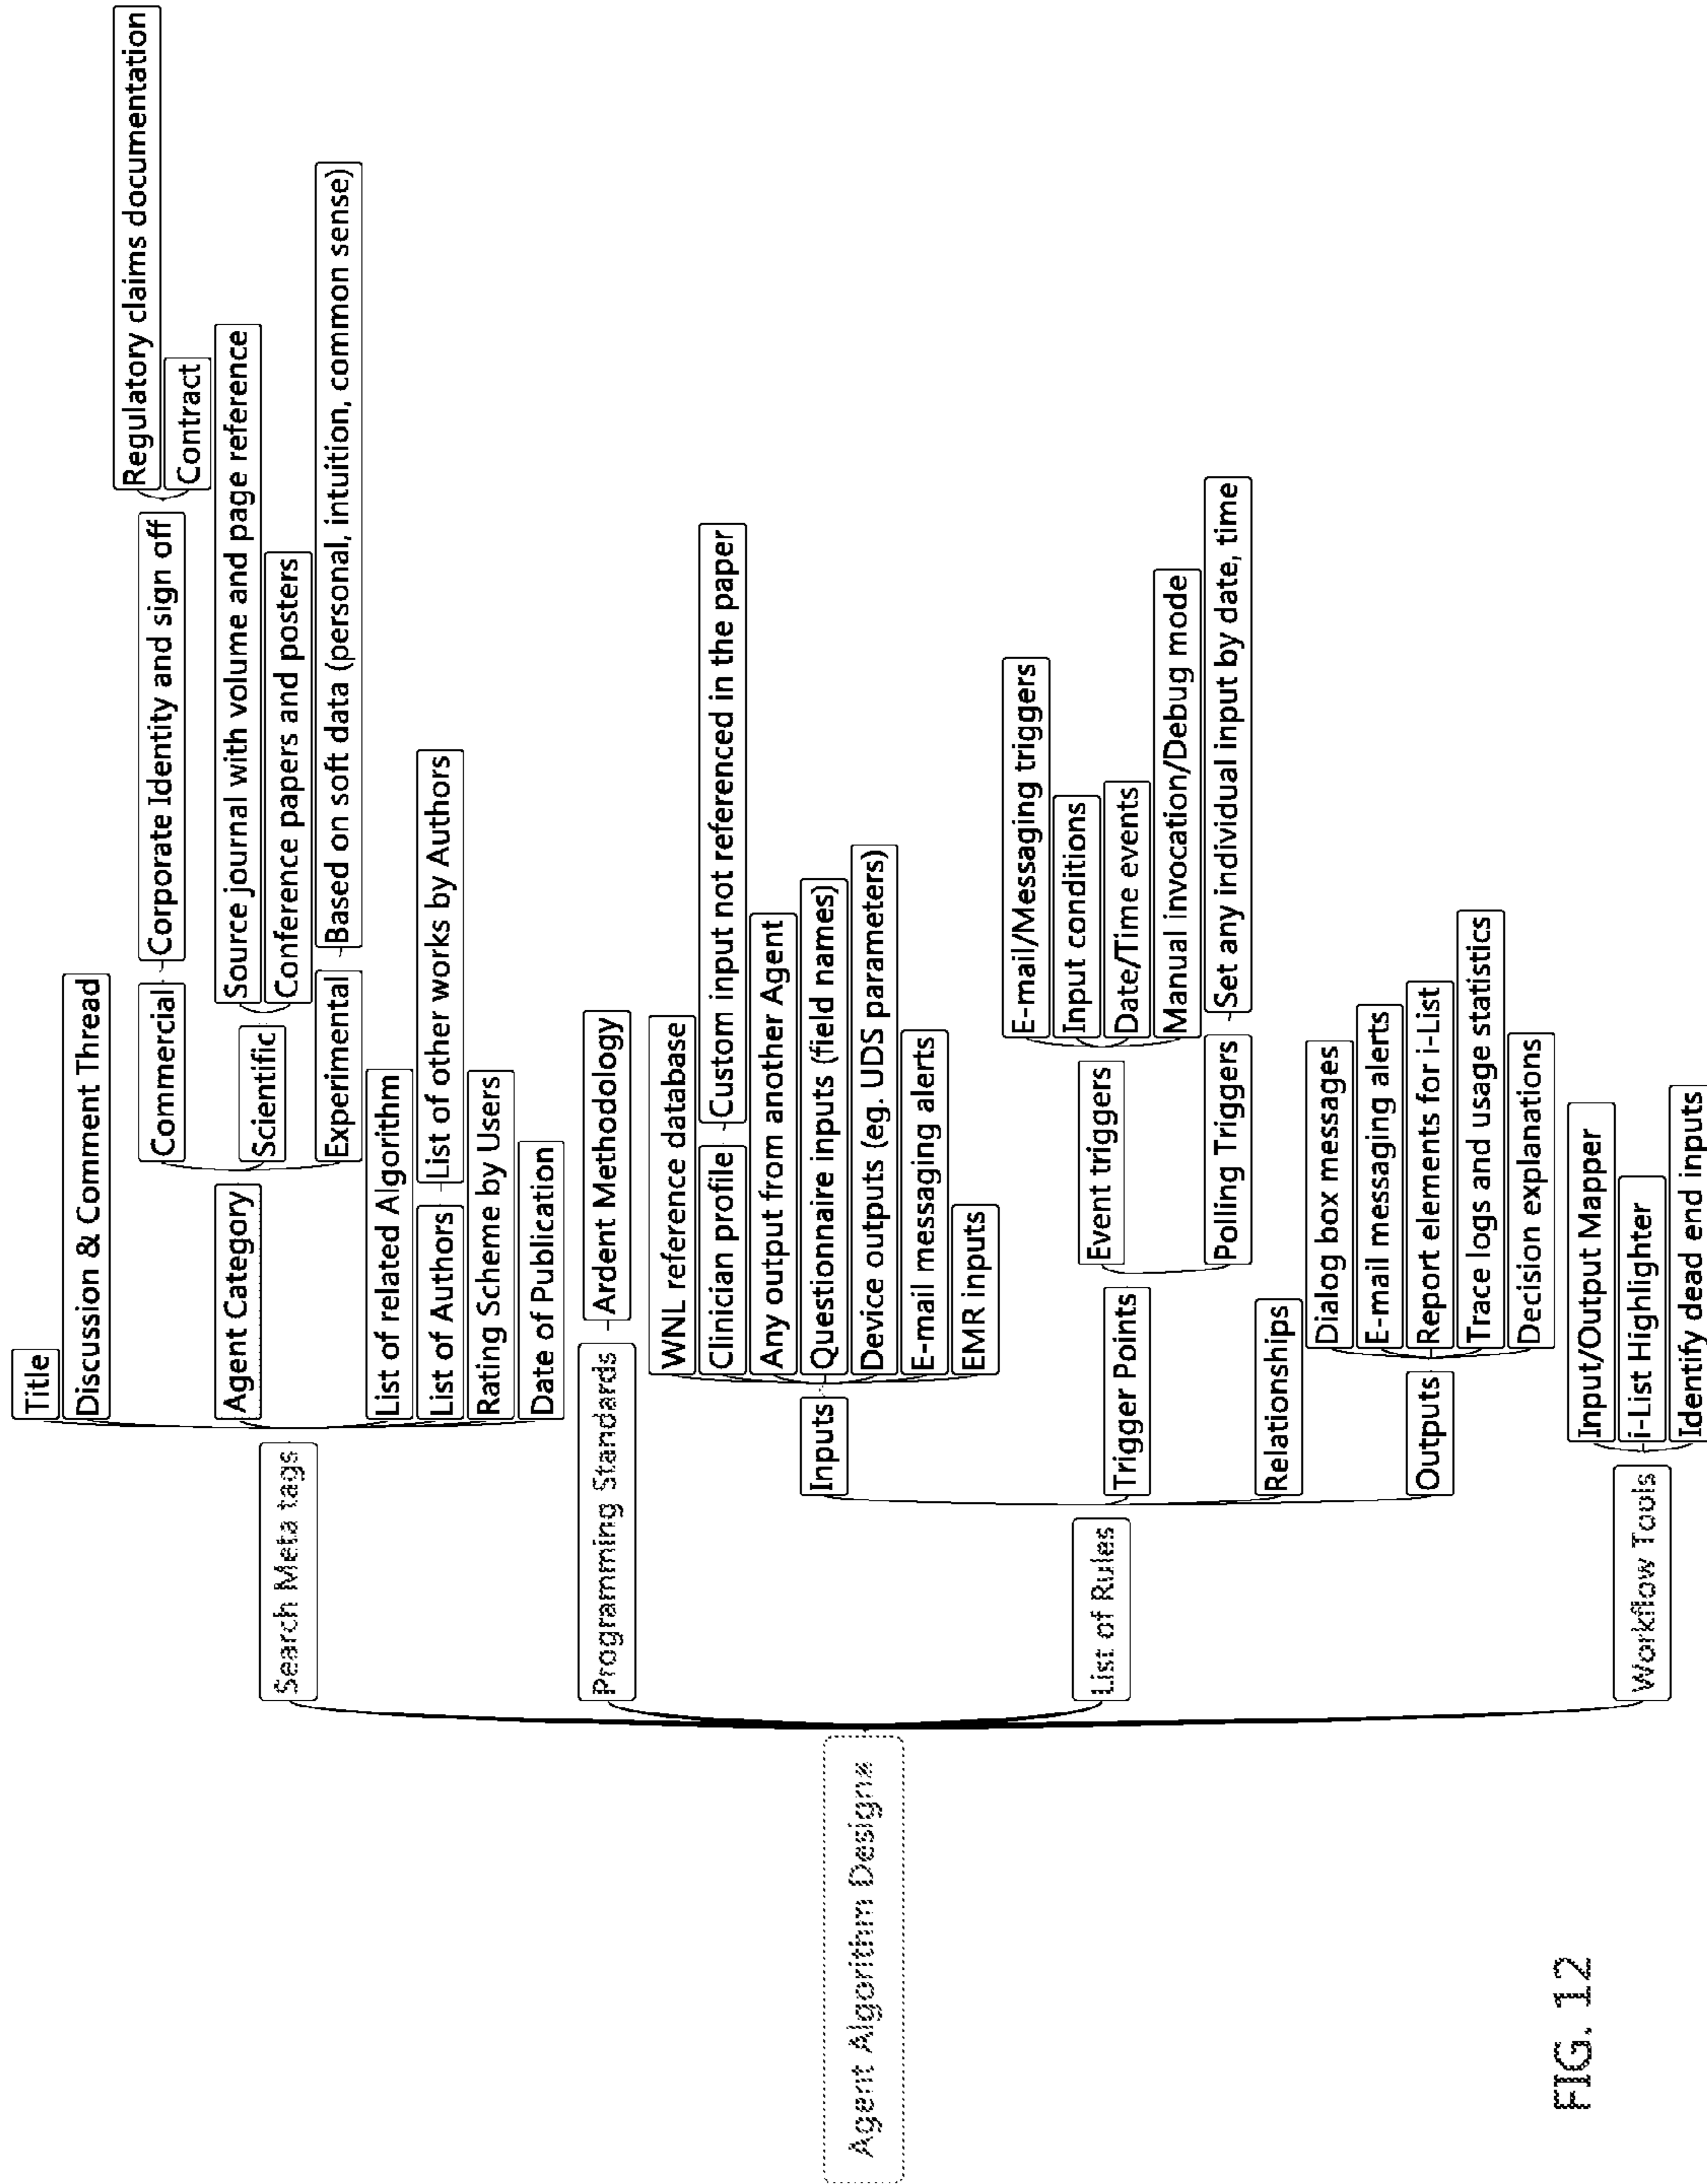 Agent Algorithm Designs
Search Meta tags
Title
Discussion & Comment Thread
Agent Category
Commercial
Corporate Identity and sign off
Regulatory claims documentation
Contract
Scientific
Source journal with volume and page reference
Conference papers and posters
Experimental
Based on soft data (personal, intuition, common sense)
List of related Algorithm
List of Authors
List of other works by Authors
Rating Scheme by Users
Date of Publication
Programming Standards
Ardent Methodology
List of Rules
Inputs
WNL reference database
Clinician profile
Custom input not referenced in the paper
Any output from another Agent
Questionnaire inputs (field names)
Device outputs (eg. UDS parameters)
E-mail messaging alerts
EMR inputs
Trigger Points
Event triggers
E-mail/Messaging triggers
Input conditions
Date/Time events
Manual invocation/Debug mode
Polling Triggers
Set any individual input by date, time
Relationships
Outputs
Dialog box messages
E-mail messaging alerts
Report elements for i-List
Trace logs and usage statistics
Decision explanations
Workflow Tools
Input/Output Mapper
i-List Highlighter
Identify dead end inputs
FIG. 12